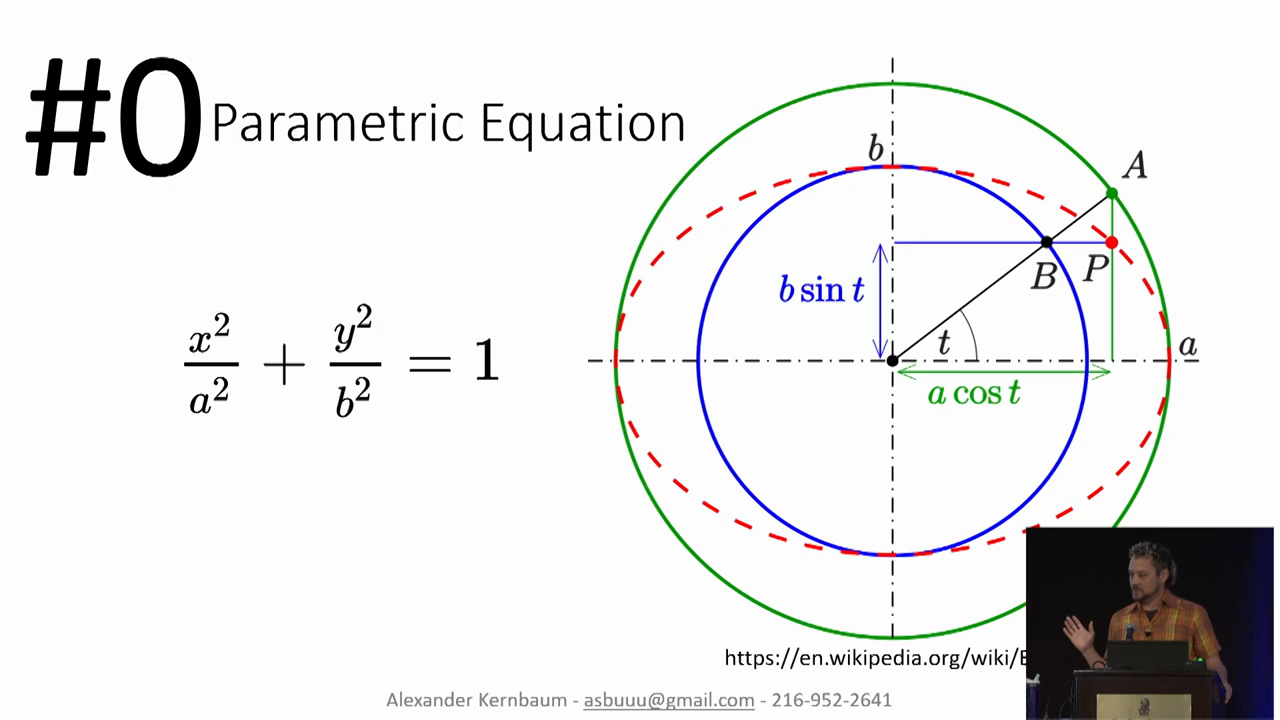 #0 Parametric Equation
b
A
B
P
b sin t
t
a
a cos t
x²/a² + y²/b² = 1
https://en.wikipedia.org/wiki/
Alexander Kernbaum - asbuuu@gmail.com - 216-952-2641